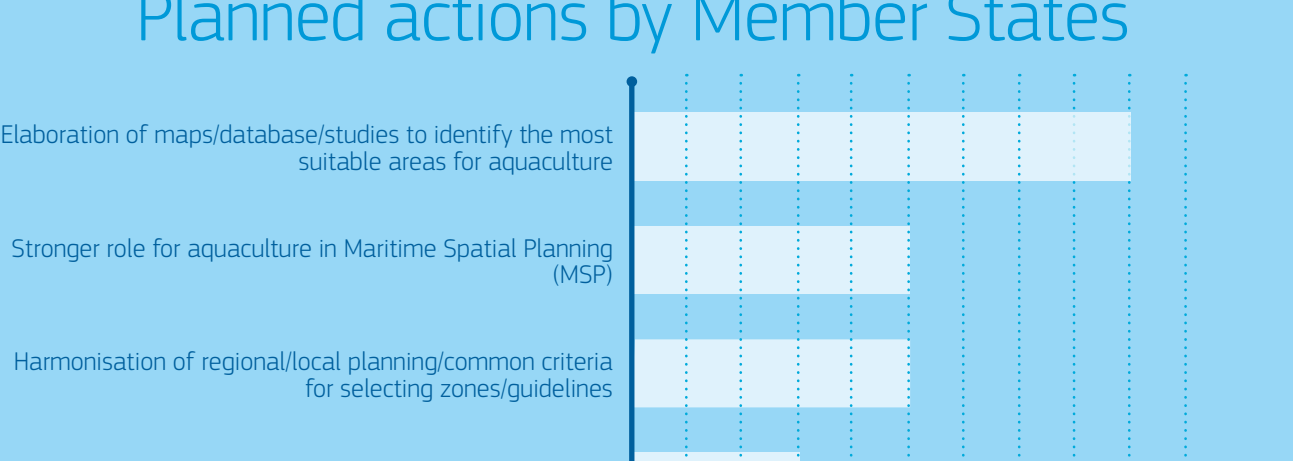 Planned actions by Member States
Elaboration of maps/database/studies to identify the most
suitable areas for aquaculture
Stronger role for aquaculture in Maritime Spatial Planning
(MSP)
Harmonisation of regional/local planning/common criteria
for selecting zones/guidelines